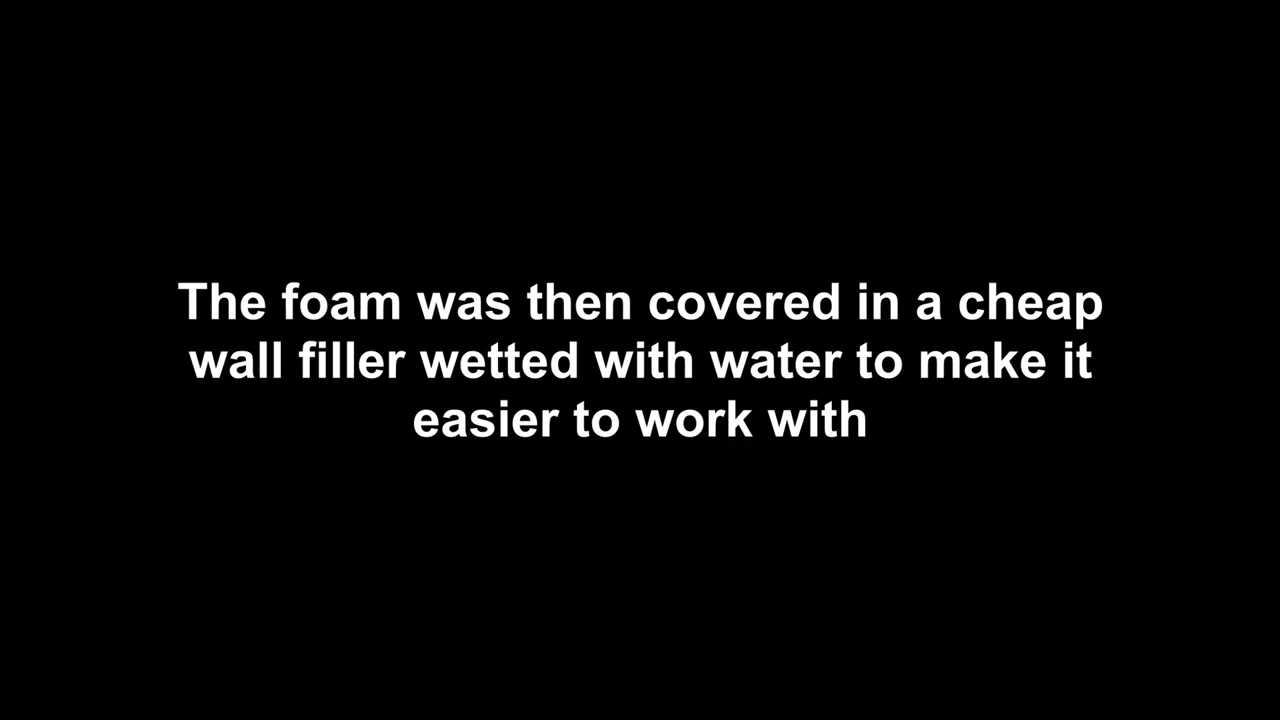 The foam was then covered in a cheap
wall filler wetted with water to make it
easier to work with